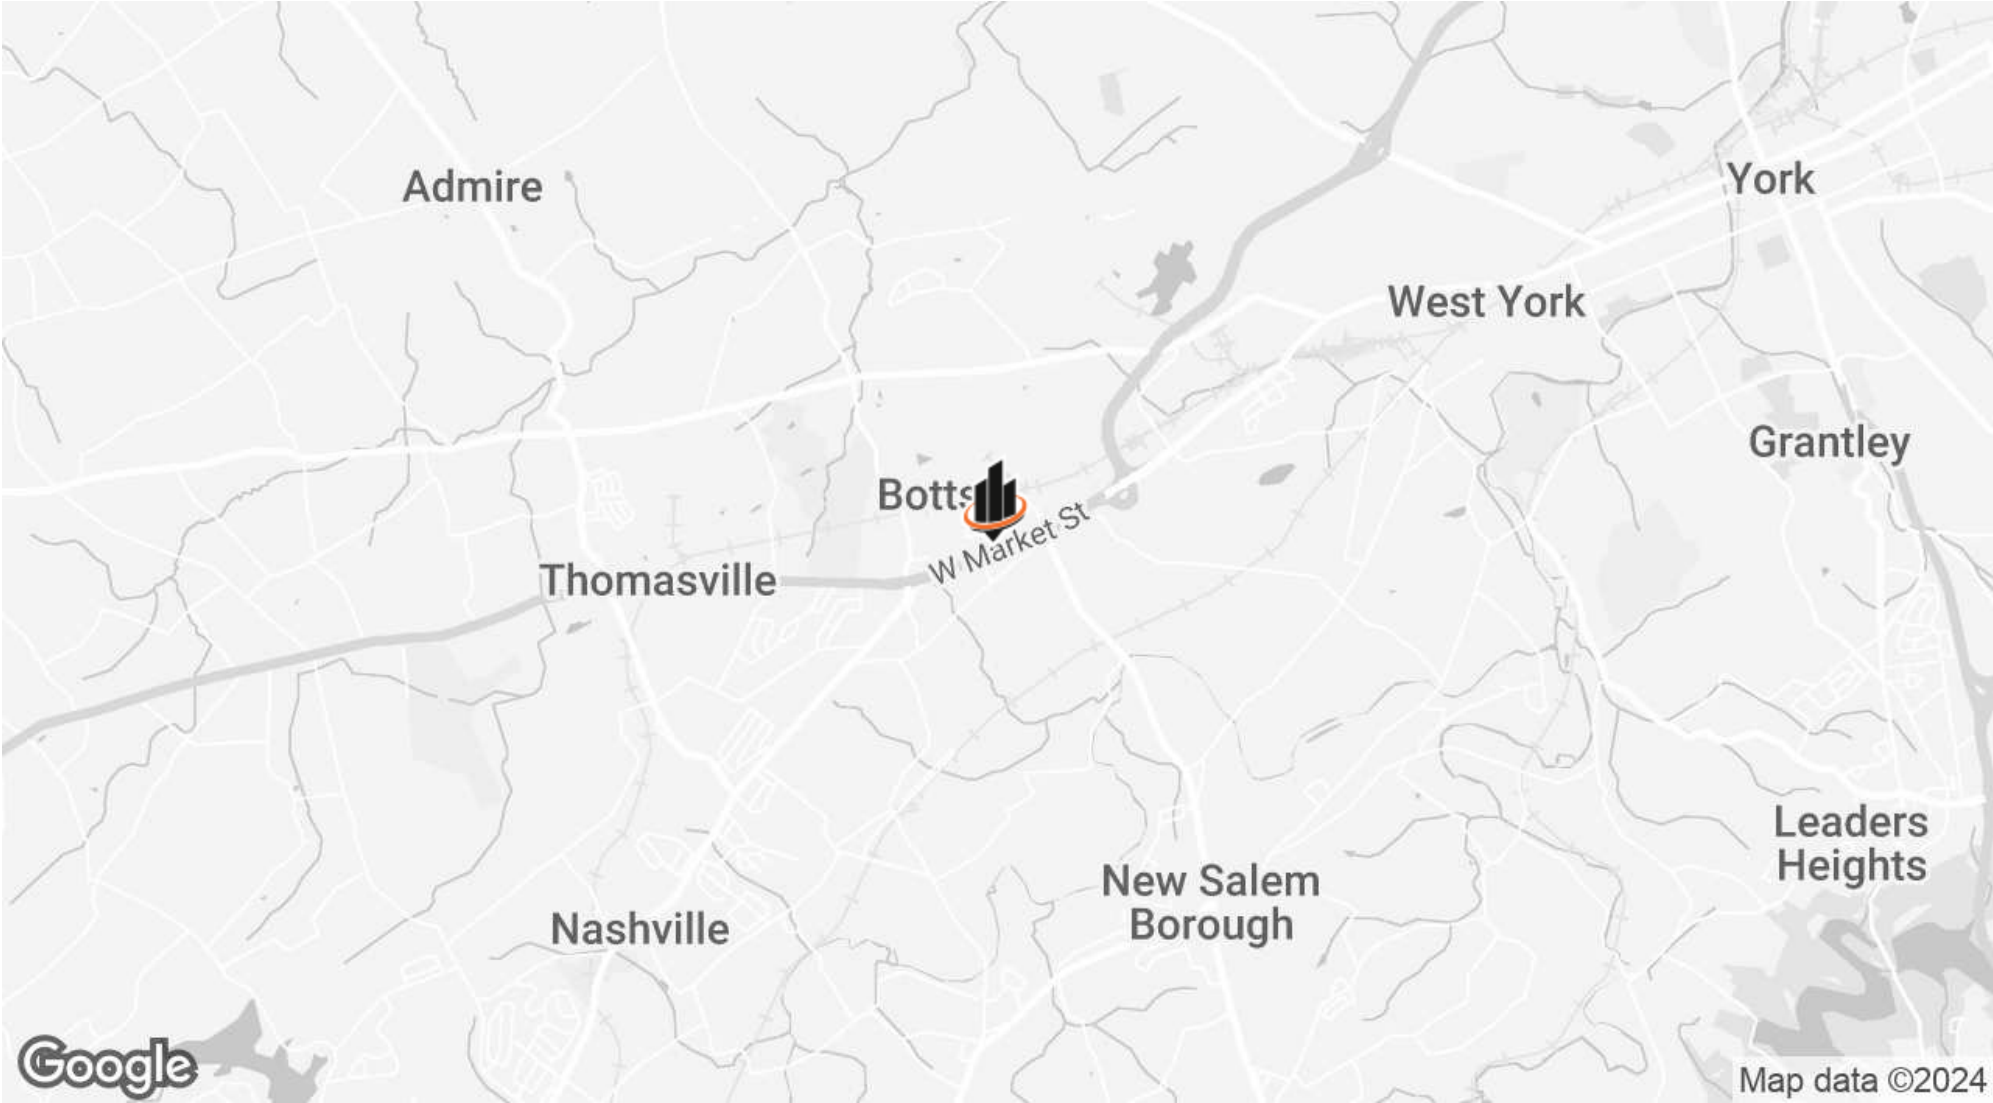 Admire
York
West York
Grantley
Botts
W Market St
Thomasville
Leaders
Heights
New Salem
Borough
Nashville
Google
Map data ©2024